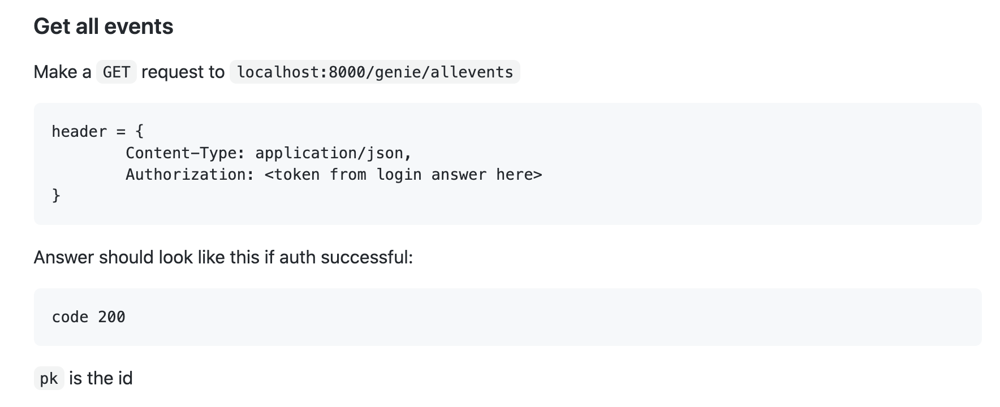 Get all events
Make a GET request to localhost:8000/genie/allevents
header = {
        Content-Type: application/json,
        Authorization: <token from login answer here>
}
Answer should look like this if auth successful:
code 200
pk is the id